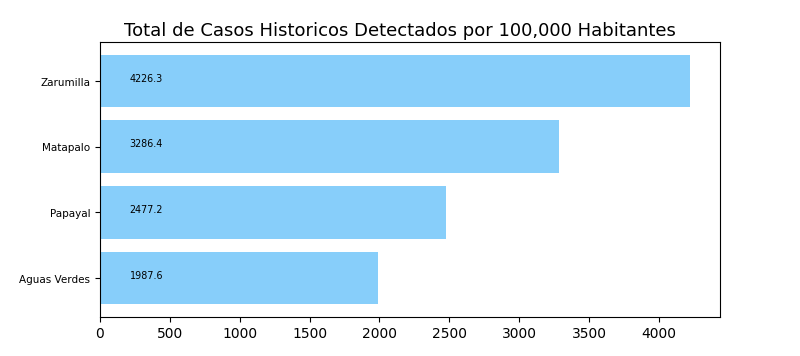 Total de Casos Historicos Detectados por 100,000 Habitantes
Zarumilla 4226.3
Matapalo 3286.4
Papayal 2477.2
Aguas Verdes 1987.6
0 500 1000 1500 2000 2500 3000 3500 4000